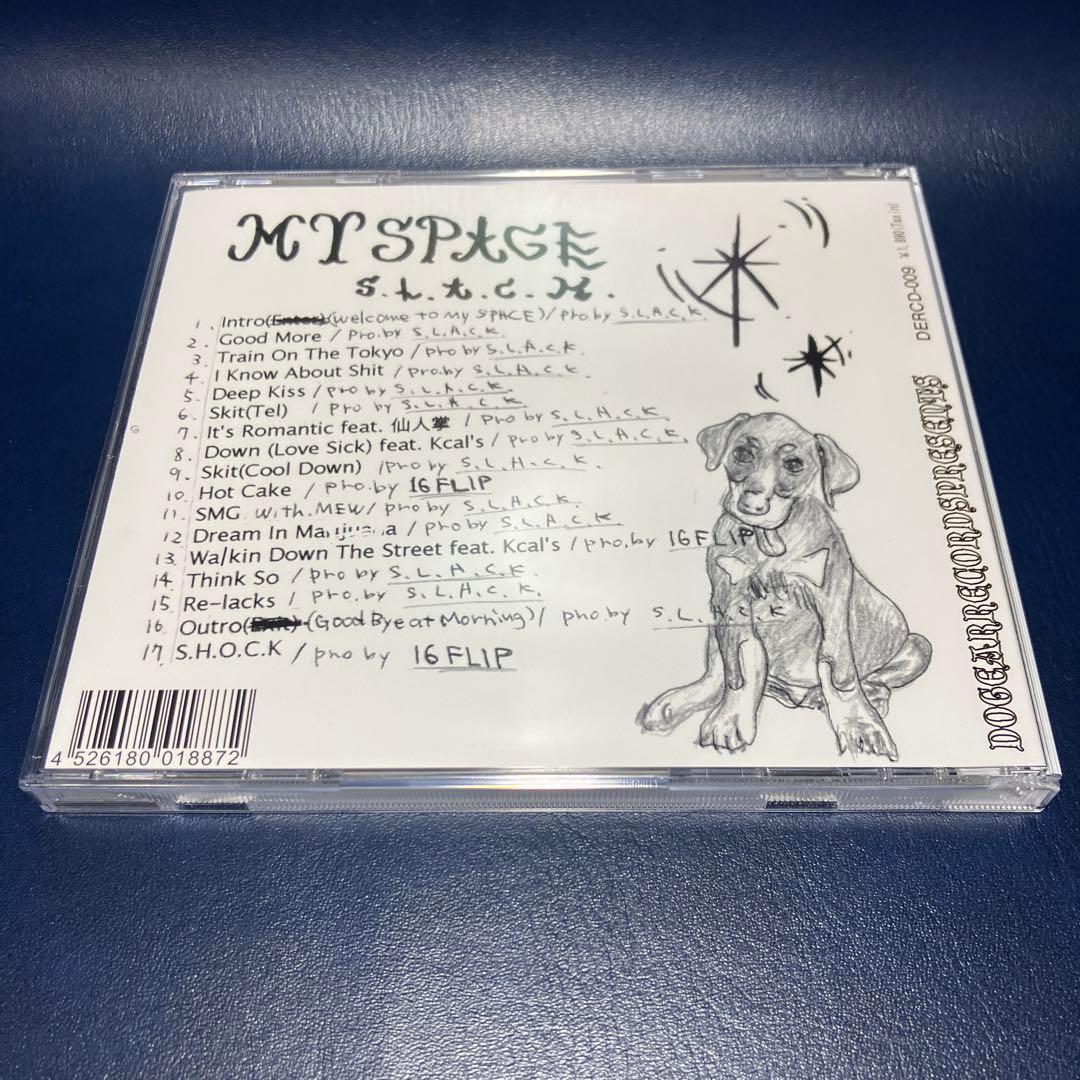 MY SPACE
S.L.A.C.K.
1. Intro(Enter)(Welcome to My SPACE)/pro by S.L.A.C.K.
2. Good More / pro.by S.L.A.C.K.
3. Train On The Tokyo / pro by S.L.A.C.K.
4. I Know About Shit / pro.by S.L.A.C.K.
5. Deep Kiss / pro by S.L.A.C.K.
6. Skit(Tel) / pro by S.L.A.C.K.
7. It's Romantic feat. 仙人掌 / pro by S.L.A.C.K
8. Down (Love Sick) feat. Kcal's / pro by S.L.A.C.K.
9. Skit(Cool Down) / pro by S.L.A.C.K.
10. Hot Cake / pro.by 16FLIP
11. SMG with.MEW/ pro by S.L.A.C.K.
12 Dream In Marijuana / pro by S.L.A.C.K.
13. Walkin Down The Street feat. Kcal's / pro.by 16FLIP
14. Think So / pro by S.L.A.C.K.
15. Re-lacks / pro.by S.L.A.C.K.
16. Outro(Exit)(Good Bye at Morning)/ pro by S.L.A.C.K
17. S.H.O.C.K / pro by 16FLIP
4 526180 018872
DOGEARRECORDSPRESENTS
DERCD-009 ¥1,890(Tax in)